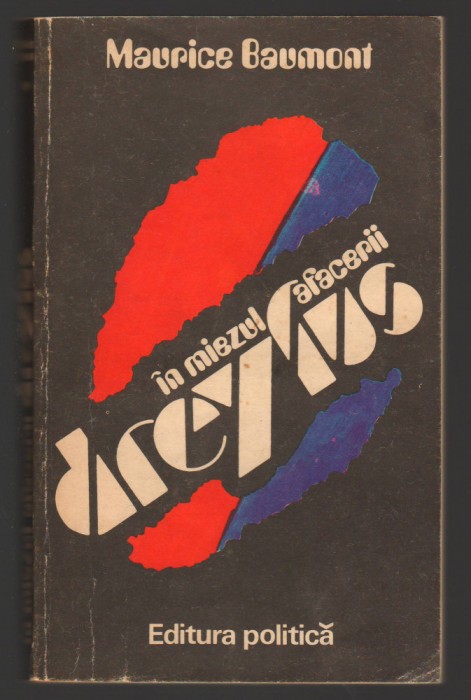 Maurice Baumont
în miezul afacerii
dreyfus
Editura politică